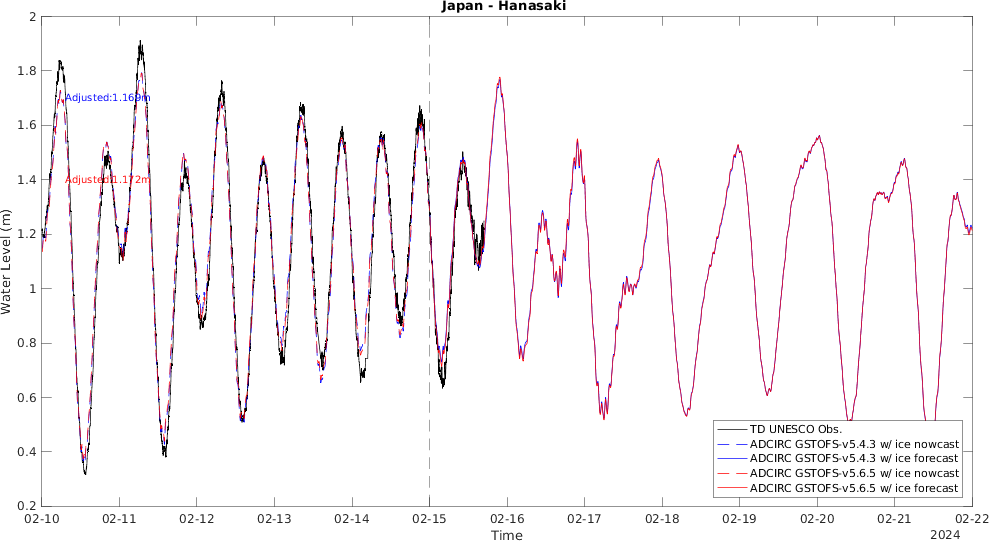 Japan - Hanasaki
2
1.8
1.6
1.4
1.2
1
0.8
0.6
0.4
0.2
Water Level (m)
Adjusted:1.169m
Adjusted:1.172m
TD UNESCO Obs.
ADCIRC GSTOFS-v5.4.3 w/ ice nowcast
ADCIRC GSTOFS-v5.4.3 w/ ice forecast
ADCIRC GSTOFS-v5.6.5 w/ ice nowcast
ADCIRC GSTOFS-v5.6.5 w/ ice forecast
02-10 02-11 02-12 02-13 02-14 02-15 02-16 02-17 02-18 02-19 02-20 02-21 02-22
Time
2024